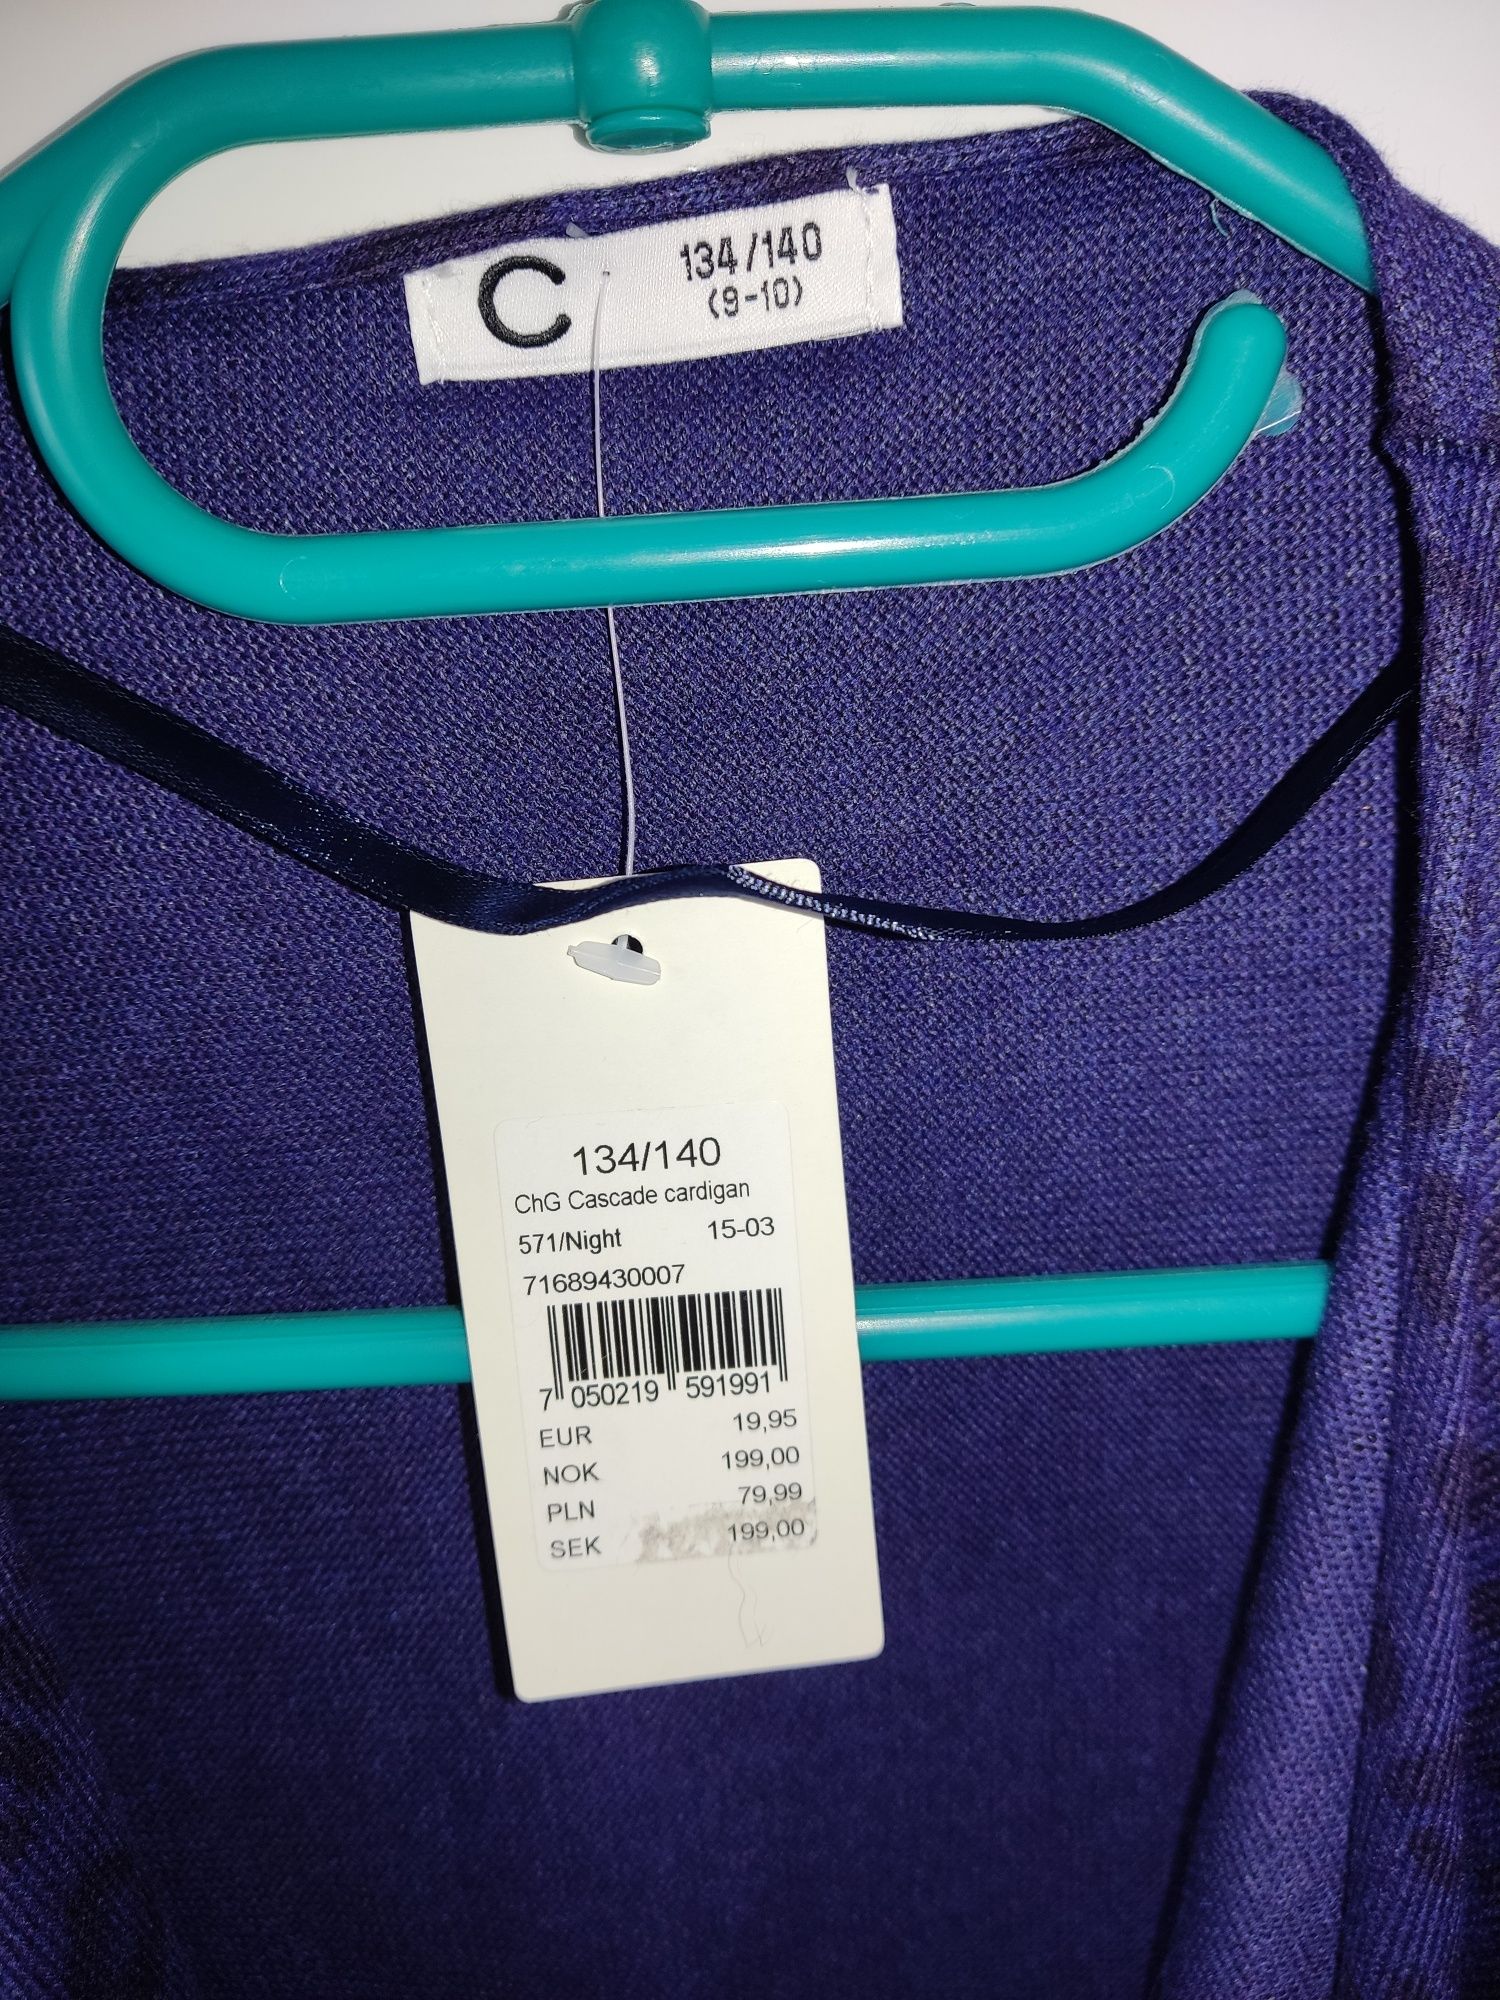 C 134/140
(9-10)
134/140
ChG Cascade cardigan
571/Night 15-03
71689430007
7 050219 591991
EUR 19,95
NOK 199,00
PLN 79,99
SEK 199,00